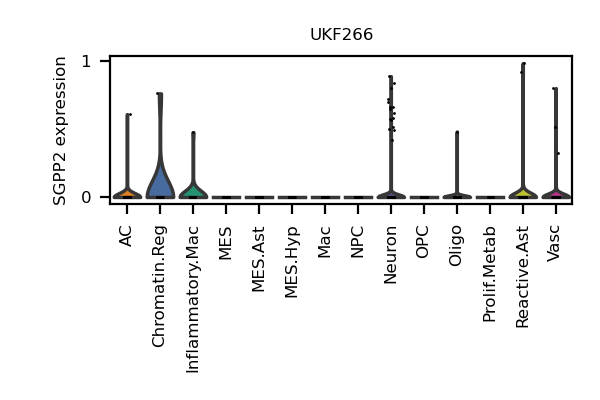 UKF266
SGPP2 expression
1
0
AC
Chromatin.Reg
Inflammatory.Mac
MES
MES.Ast
MES.Hyp
Mac
NPC
Neuron
OPC
Oligo
Prolif.Metab
Reactive.Ast
Vasc